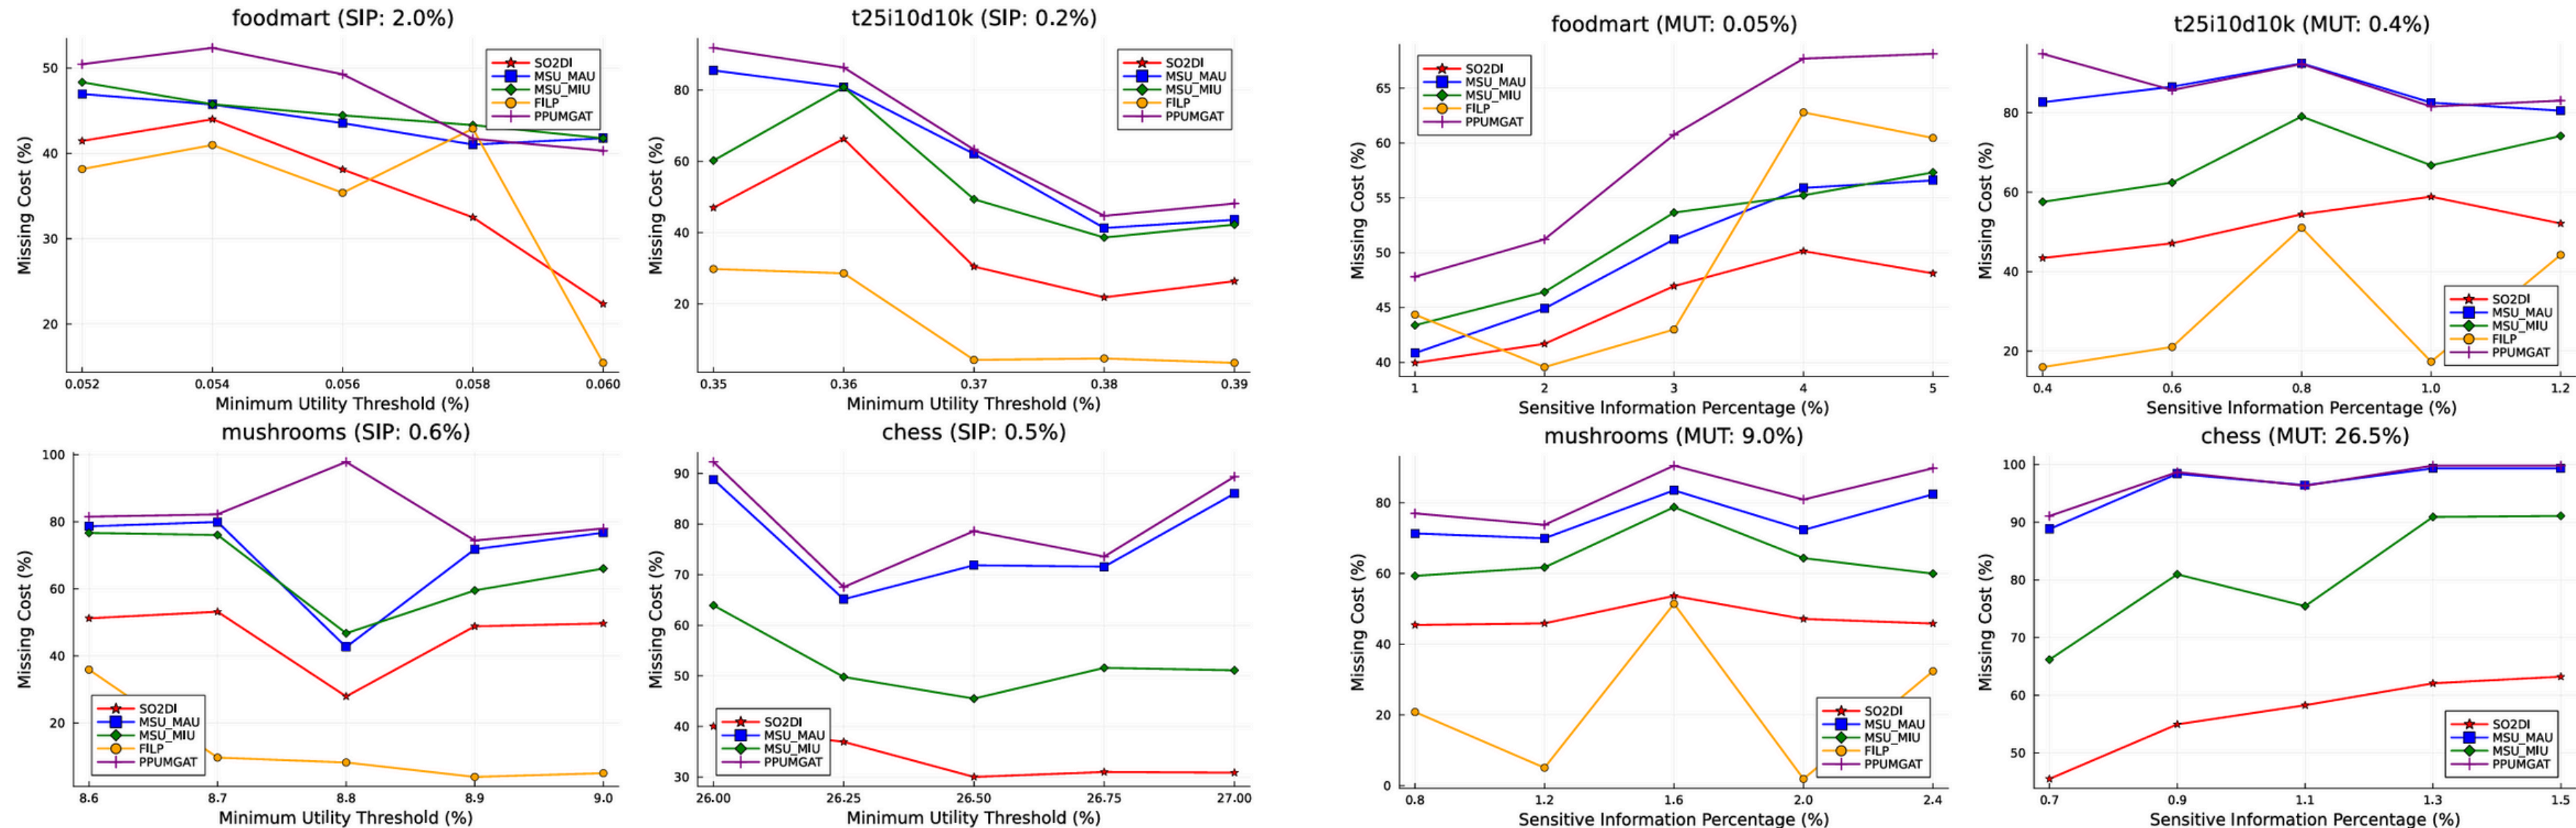 foodmart (SIP: 2.0%)
Missing Cost (%)
50
40
30
20
0.052 0.054 0.056 0.058 0.060
Minimum Utility Threshold (%)
SO2DI
MSU_MAU
MSU_MIU
FILP
PPUMGAT
t25i10d10k (SIP: 0.2%)
Missing Cost (%)
80
60
40
20
0.35 0.36 0.37 0.38 0.39
Minimum Utility Threshold (%)
SO2DI
MSU_MAU
MSU_MIU
FILP
PPUMGAT
foodmart (MUT: 0.05%)
Missing Cost (%)
65
60
55
50
45
40
1 2 3 4 5
Sensitive Information Percentage (%)
SO2DI
MSU_MAU
MSU_MIU
FILP
PPUMGAT
t25i10d10k (MUT: 0.4%)
Missing Cost (%)
80
60
40
20
0.4 0.6 0.8 1.0 1.2
Sensitive Information Percentage (%)
SO2DI
MSU_MAU
MSU_MIU
FILP
PPUMGAT
mushrooms (SIP: 0.6%)
Missing Cost (%)
100
80
60
40
20
8.6 8.7 8.8 8.9 9.0
Minimum Utility Threshold (%)
SO2DI
MSU_MAU
MSU_MIU
FILP
PPUMGAT
chess (SIP: 0.5%)
Missing Cost (%)
90
80
70
60
50
40
30
26.00 26.25 26.50 26.75 27.00
Minimum Utility Threshold (%)
SO2DI
MSU_MAU
MSU_MIU
PPUMGAT
mushrooms (MUT: 9.0%)
Missing Cost (%)
80
60
40
20
0
0.8 1.2 1.6 2.0 2.4
Sensitive Information Percentage (%)
SO2DI
MSU_MAU
MSU_MIU
FILP
PPUMGAT
chess (MUT: 26.5%)
Missing Cost (%)
100
90
80
70
60
50
0.7 0.9 1.1 1.3 1.5
Sensitive Information Percentage (%)
SO2DI
MSU_MAU
MSU_MIU
PPUMGAT